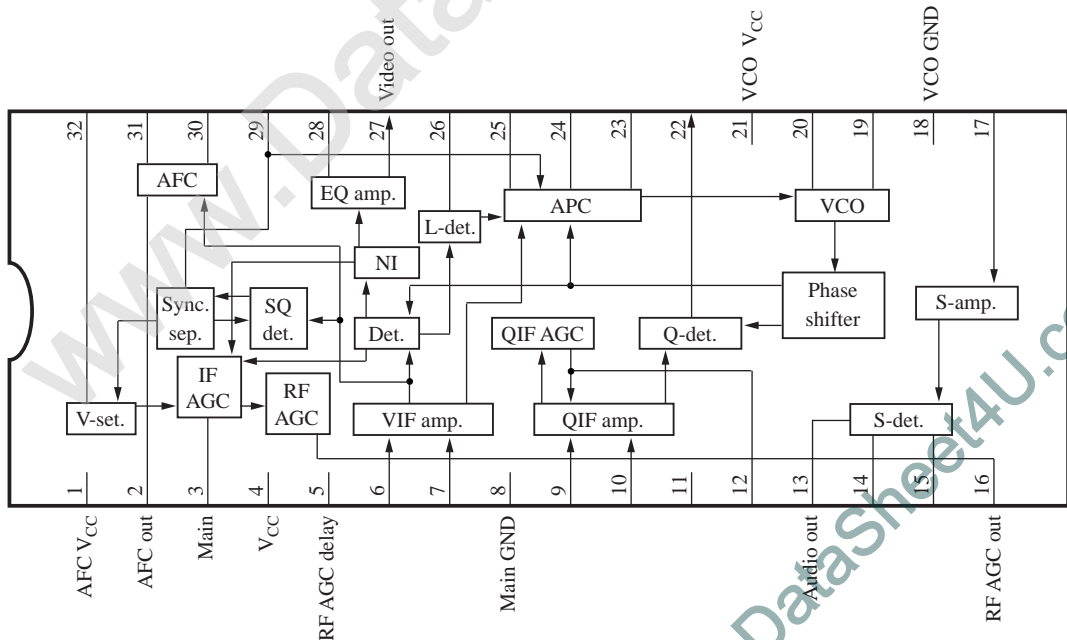 Video out
VCO VCC
VCO GND
32
31
30
29
28
27
26
25
24
23
22
21
20
19
18
17
AFC
EQ amp.
L-det.
APC
VCO
NI
Sync.
sep.
SQ
det.
Det.
QIF AGC
Q-det.
Phase
shifter
S-amp.
IF
AGC
RF
AGC
V-set.
VIF amp.
QIF amp.
S-det.
1
2
3
4
5
6
7
8
9
10
11
12
13
14
15
16
AFC VCC
AFC out
Main
VCC
RF AGC delay
Main GND
Audio out
RF AGC out
www.Data
DataSheet4U.c